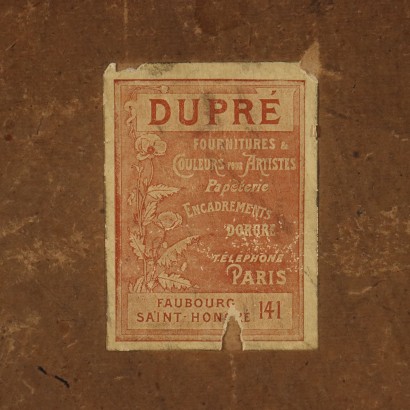 DUPRÉ
FOURNITURES &
COULEURS POUR ARTISTES
Papeterie
ENCADREMENTS
DORURE
TÉLÉPHONE
PARIS
FAUBOURG
SAINT-HONORÉ 141